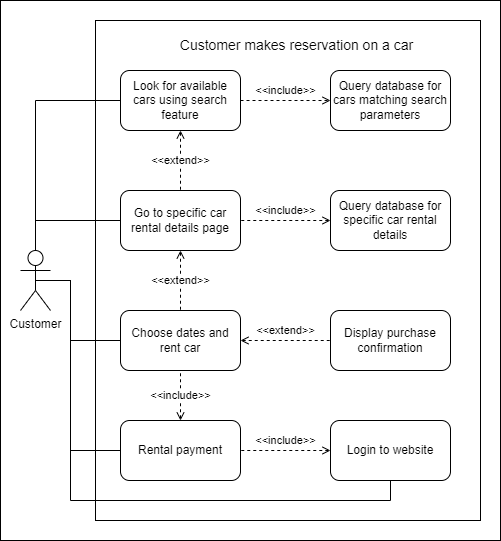 Customer makes reservation on a car
Look for available
cars using search
feature
<<include>>
Query database for
cars matching search
parameters
<<extend>>
Go to specific car
rental details page
<<include>>
Query database for
specific car rental
details
<<extend>>
Customer
Choose dates and
rent car
<<extend>>
Display purchase
confirmation
<<include>>
Rental payment
<<include>>
Login to website